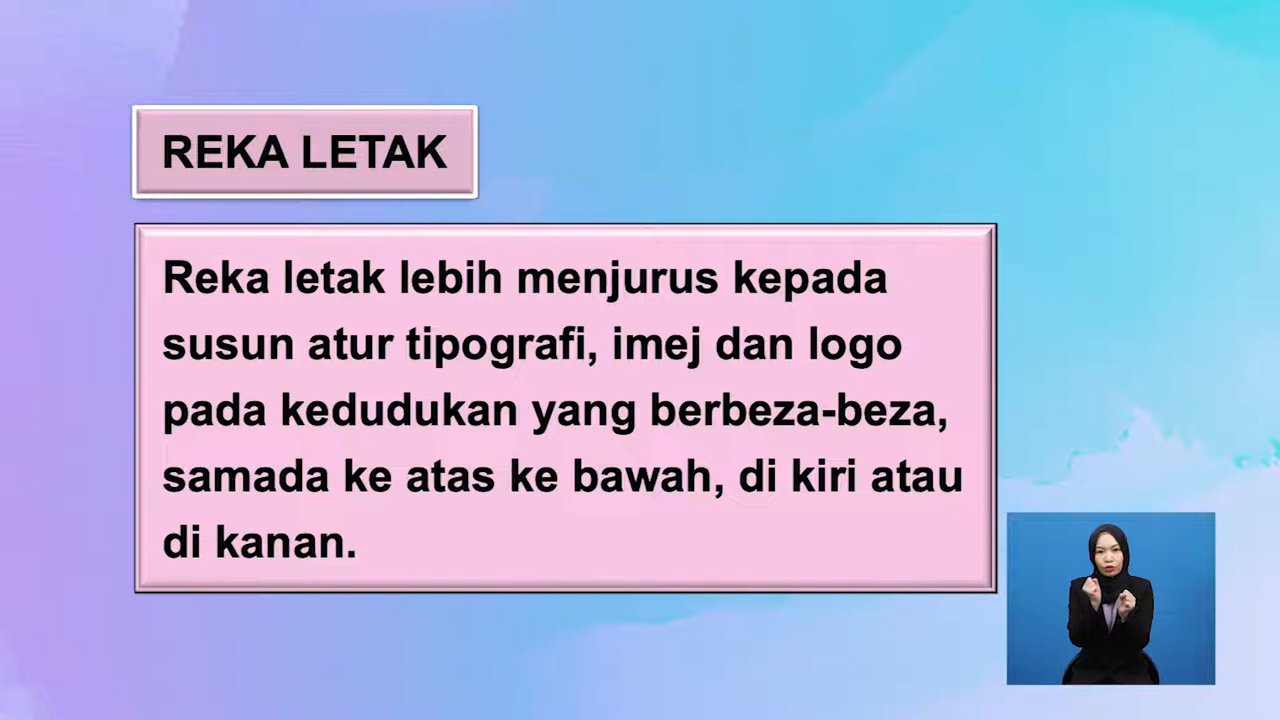 REKA LETAK
Reka letak lebih menjurus kepada
susun atur tipografi, imej dan logo
pada kedudukan yang berbeza-beza,
samada ke atas ke bawah, di kiri atau
di kanan.